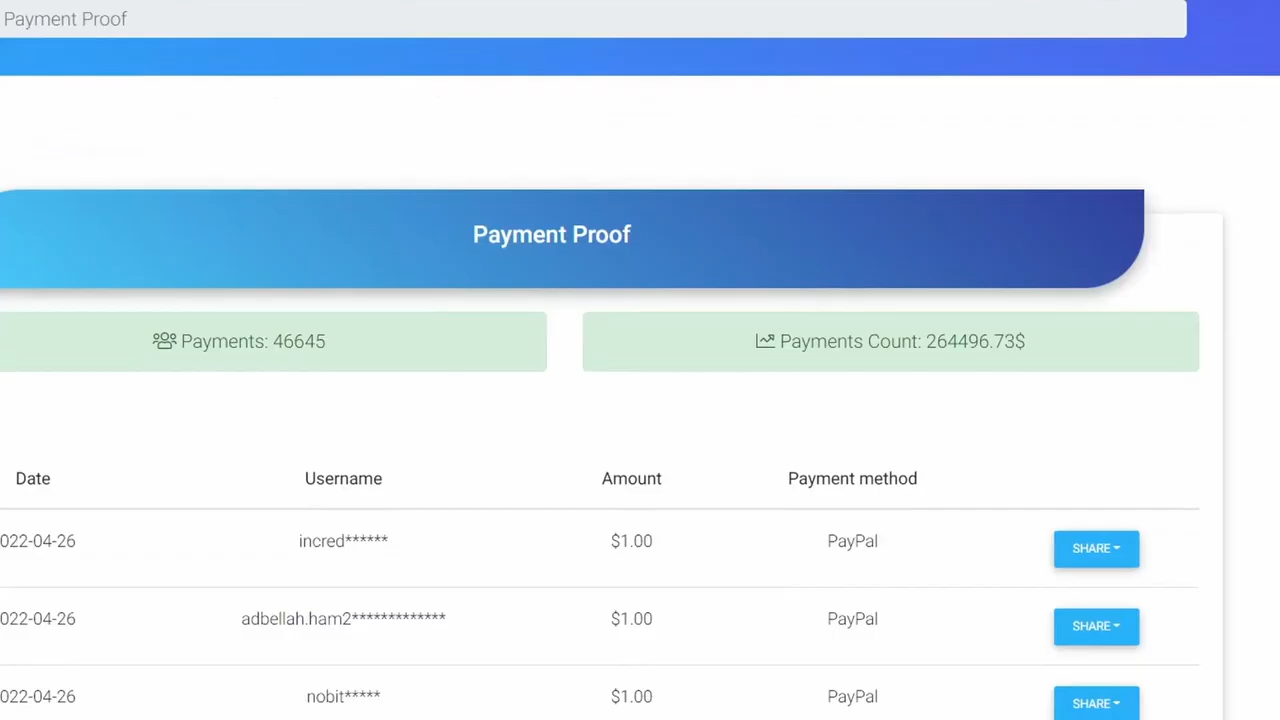 Payment Proof
Payment Proof
Payments: 46645
Payments Count: 264496.73$
Date Username Amount Payment method
022-04-26 incred****** $1.00 PayPal SHARE
022-04-26 adbellah.ham2************* $1.00 PayPal SHARE
022-04-26 nobit***** $1.00 PayPal SHARE